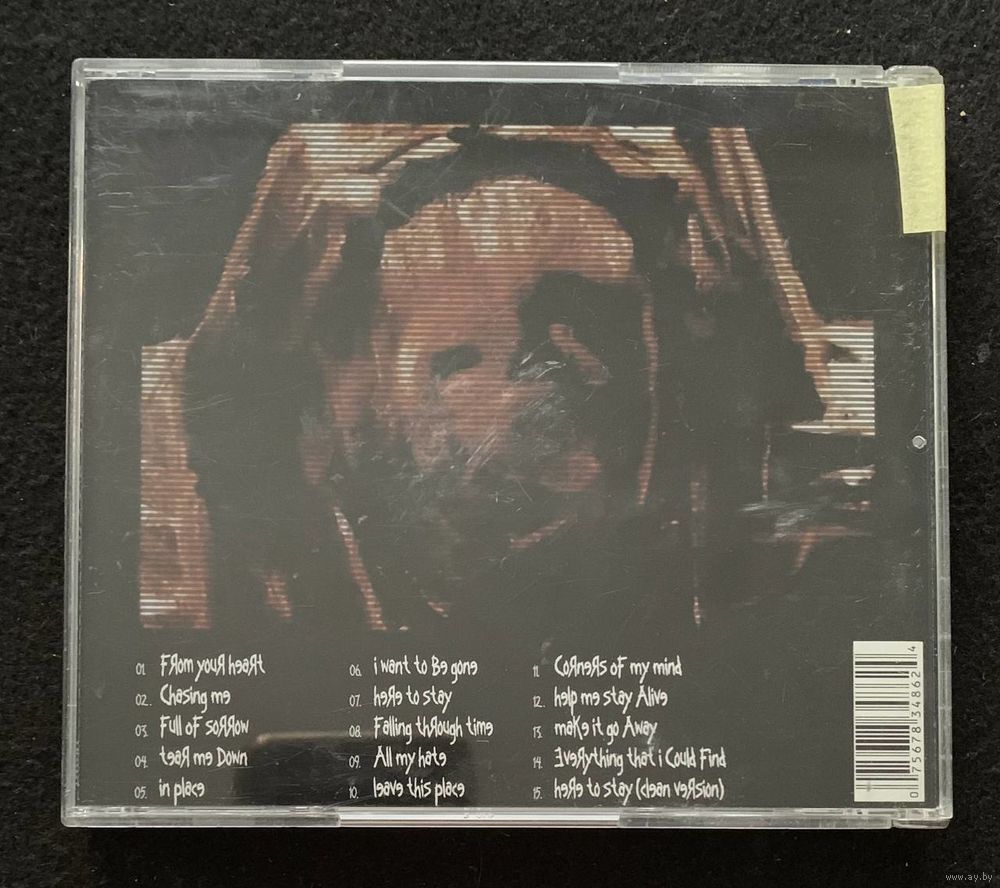 01. From your heart
02. Chasing me
03. Full of sorrow
04. tear me Down
05. in place
06. i want to Be gone
07. here to stay
08. Falling through time
09. All my hate
10. leave this place
11. Corners of my mind
12. help me stay Alive
13. make it go Away
14. Everything that i Could Find
15. here to stay (clean version)
0 75678 34862 4
www.ay.by